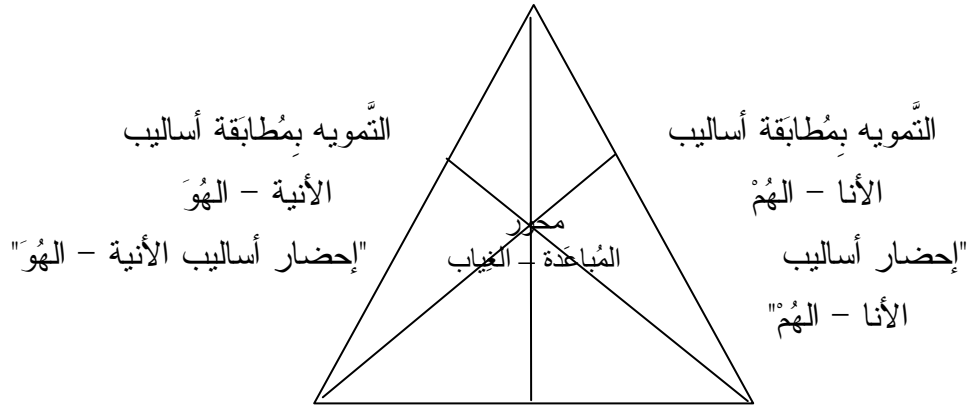 التَّمويه بِمُطابَقة أساليب
الأنا – الهُمْ
"إحضار أساليب
الأنا – الهُمْ"
محور
المُباعَدة – الغِياب
التَّمويه بِمُطابَقة أساليب
الأنية – الهُوَ
"إحضار أساليب الأنية – الهُوَ"